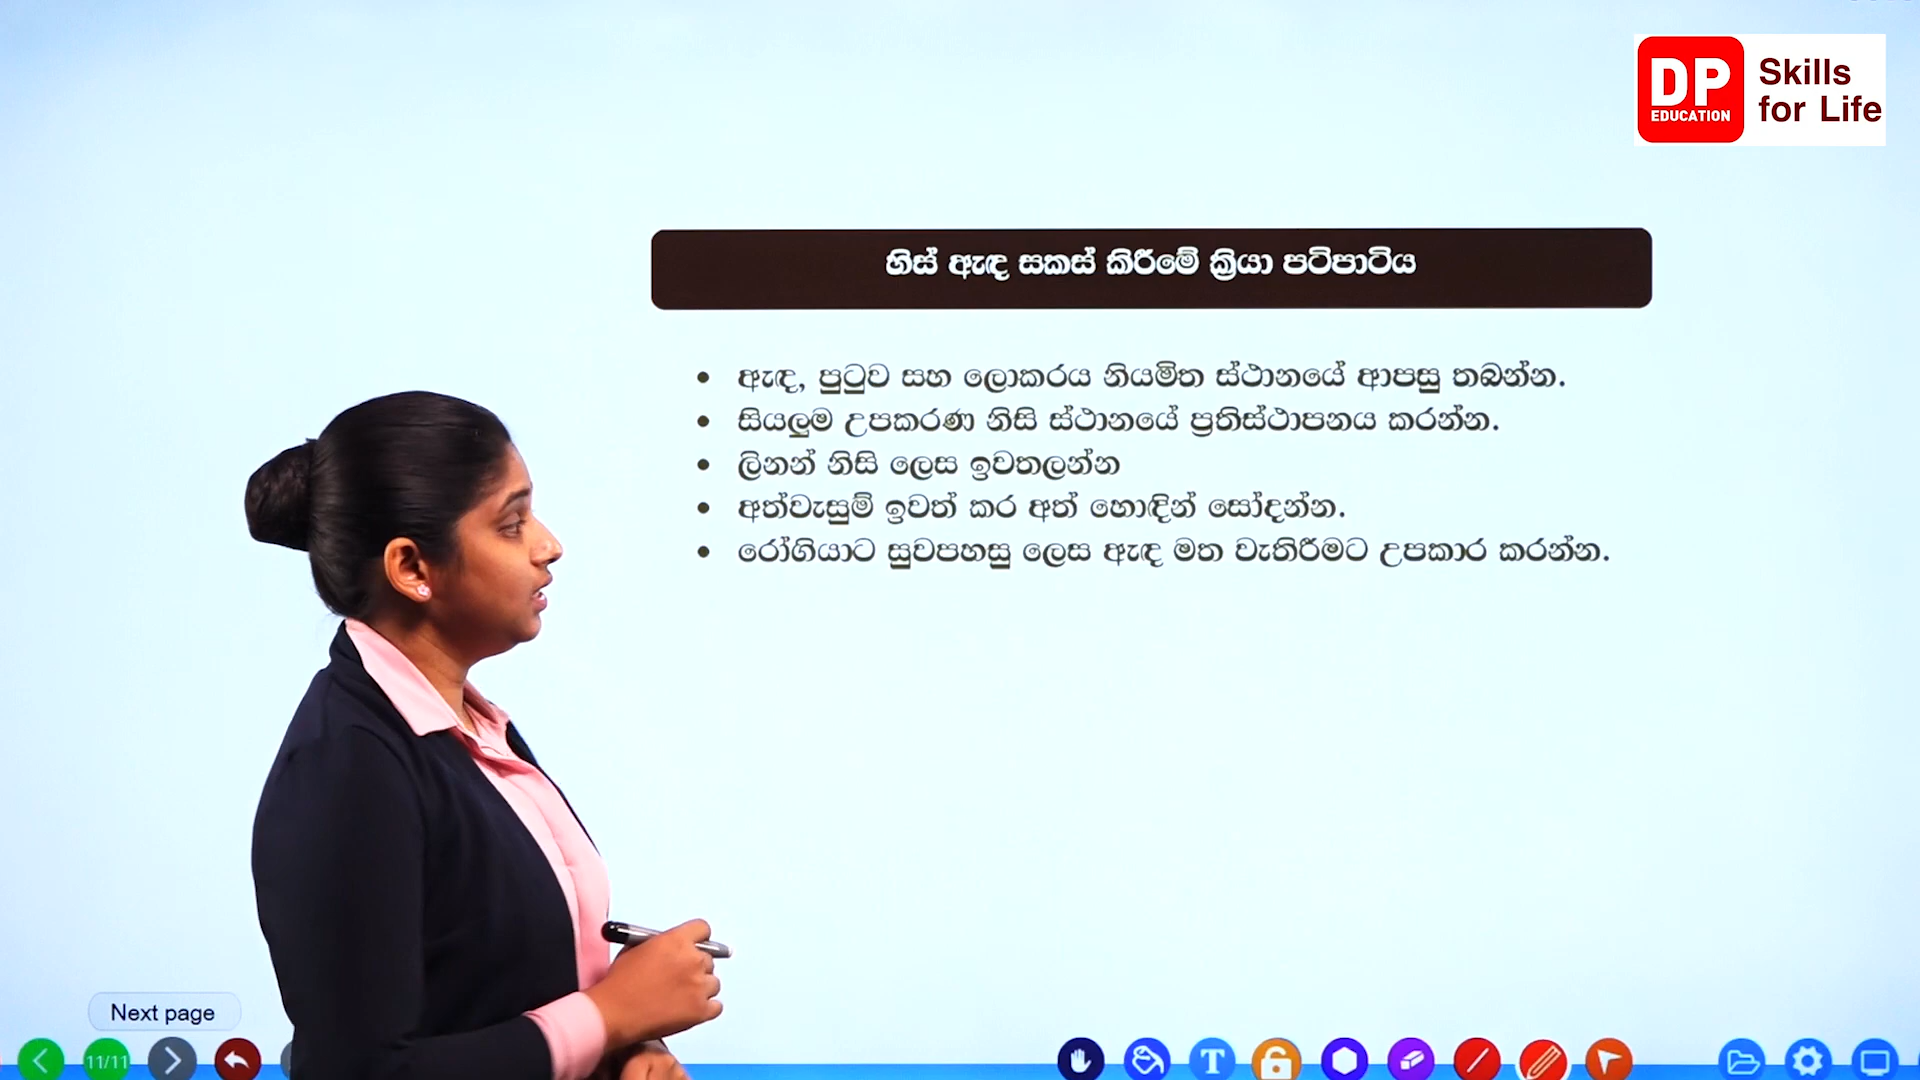 DP
EDUCATION
Skills
for Life
හිස් ඇඳ සකස් කිරීමේ ක්‍රියා පටිපාටිය
• ඇඳ, පුටුව සහ ලොකරය නියමිත ස්ථානයේ ආපසු තබන්න.
• සියලුම උපකරණ නිසි ස්ථානයේ ප්‍රතිස්ථාපනය කරන්න.
• ලිනන් නිසි ලෙස ඉවතලන්න
• අත්වැසුම් ඉවත් කර අත් හොඳින් සෝදන්න.
• රෝගියාට සුවපහසු ලෙස ඇඳ මත වැතිරීමට උපකාර කරන්න.
Next page
11/11
T